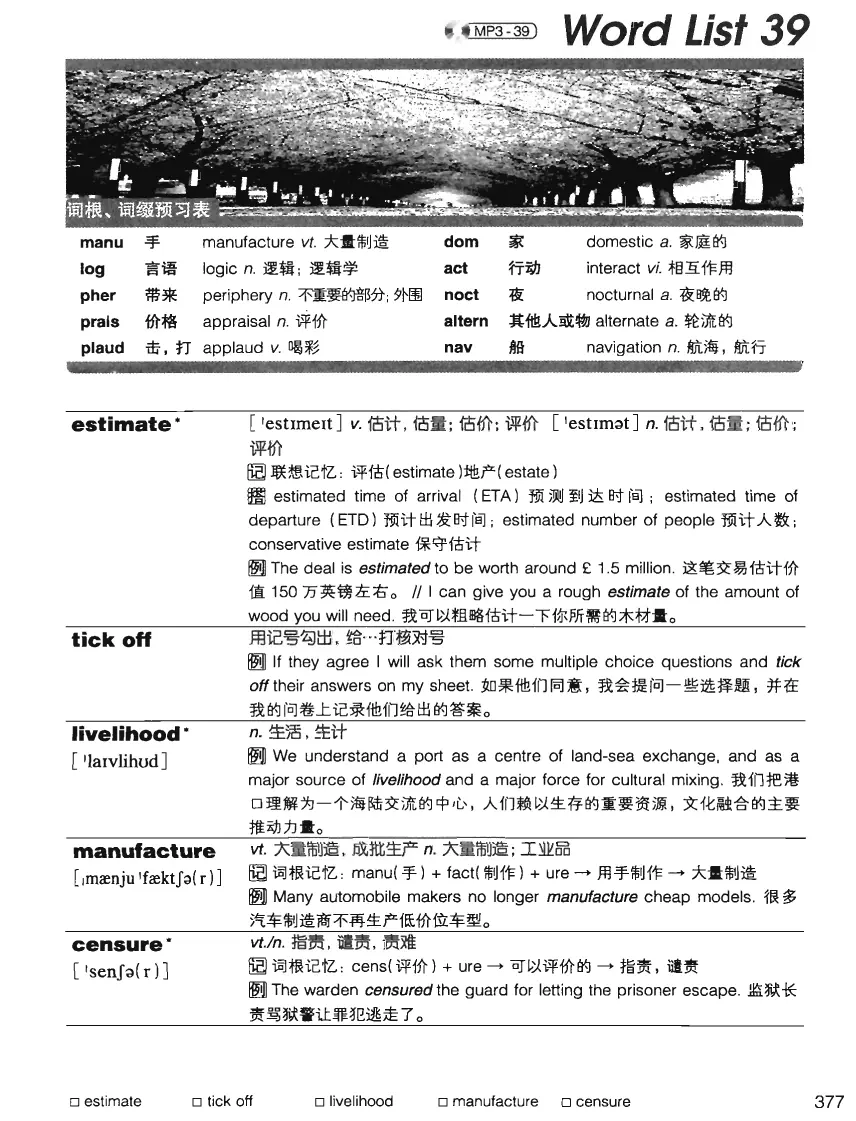 MP3-39 Word List 39
词根、词缀预习表
manu 手 manufacture vt. 大量制造 dom 家 domestic a. 家庭的
log 言语 logic n. 逻辑；逻辑学 act 行动 interact vi. 相互作用
pher 带来 periphery n. 不重要的部分；外围 noct 夜 nocturnal a. 夜晚的
prais 价格 appraisal n. 评价 altern 其他人或物 alternate a. 轮流的
plaud 击，打 applaud v. 喝彩 nav 船 navigation n. 航海，航行
estimate* [ˈestɪmeɪt] v. 估计，估量；估价；评价 [ˈestɪmət] n. 估计，估量；估价；
评价
记 联想记忆：评估(estimate)地产(estate)
搭 estimated time of arrival (ETA) 预测到达时间；estimated time of
departure (ETD) 预计出发时间；estimated number of people 预计人数；
conservative estimate 保守估计
例 The deal is estimated to be worth around £ 1.5 million. 这笔交易估计价
值 150 万英镑左右。 // I can give you a rough estimate of the amount of
wood you will need. 我可以粗略估计一下你所需的木材量。
tick off 用记号勾出，给…打核对号
例 If they agree I will ask them some multiple choice questions and tick
off their answers on my sheet. 如果他们同意，我会提问一些选择题，并在
我的问卷上记录他们给出的答案。
livelihood* n. 生活，生计
[ˈlaɪvlihʊd] 例 We understand a port as a centre of land-sea exchange, and as a
major source of livelihood and a major force for cultural mixing. 我们把港
口理解为一个海陆交流的中心，人们赖以生存的重要资源，文化融合的主要
推动力量。
manufacture vt. 大量制造，成批生产 n. 大量制造；工业品
[ˌmænjuˈfæktʃə(r)] 记 词根记忆：manu(手) + fact(制作) + ure → 用手制作 → 大量制造
例 Many automobile makers no longer manufacture cheap models. 很多
汽车制造商不再生产低价位车型。
censure* vt./n. 指责，谴责，责难
[ˈsenʃə(r)] 记 词根记忆：cens(评价) + ure → 可以评价的 → 指责，谴责
例 The warden censured the guard for letting the prisoner escape. 监狱长
责骂狱警让罪犯逃走了。
□ estimate □ tick off □ livelihood □ manufacture □ censure 377